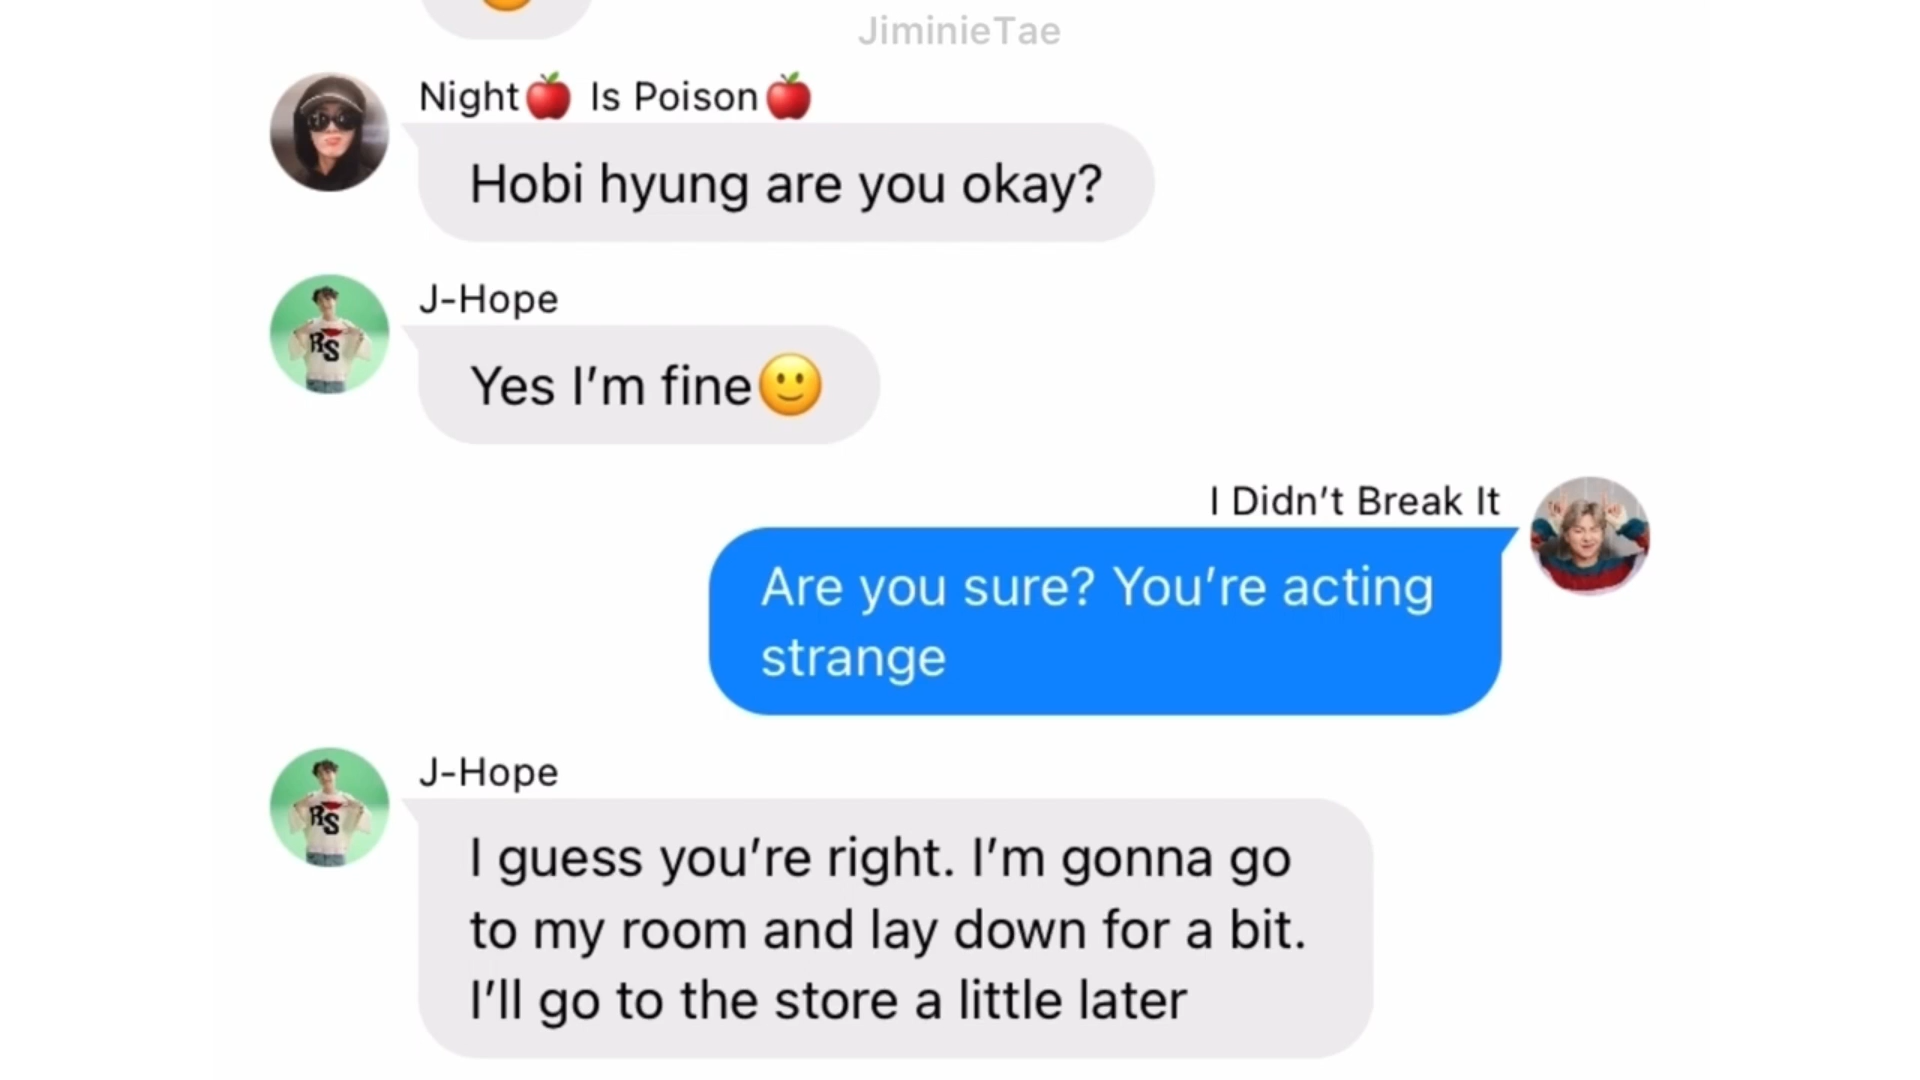 JiminieTae
Night🍎 Is Poison🍎
Hobi hyung are you okay?
J-Hope
RS
Yes I’m fine🙂
I Didn’t Break It
Are you sure? You’re acting
strange
J-Hope
RS
I guess you’re right. I’m gonna go
to my room and lay down for a bit.
I’ll go to the store a little later